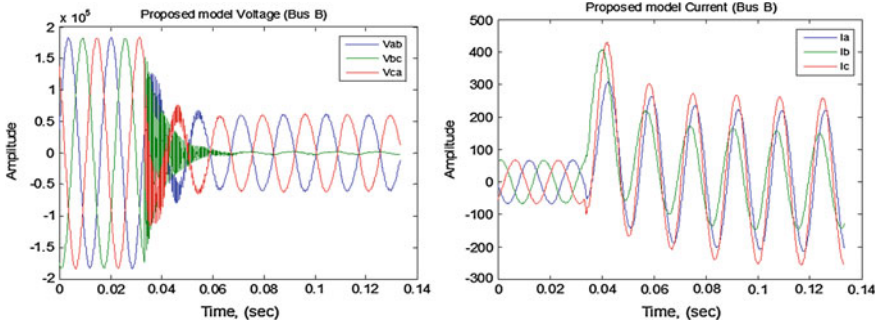 Proposed model Voltage (Bus B)
x 10⁵
2
1.5
1
0.5
0
-0.5
-1
-1.5
-2
Amplitude
Vab
Vbc
Vca
0 0.02 0.04 0.06 0.08 0.1 0.12 0.14
Time, (sec)
Proposed model Current (Bus B)
500
400
300
200
100
0
-100
-200
-300
Amplitude
Ia
Ib
Ic
0 0.02 0.04 0.06 0.08 0.1 0.12 0.14
Time, (sec)